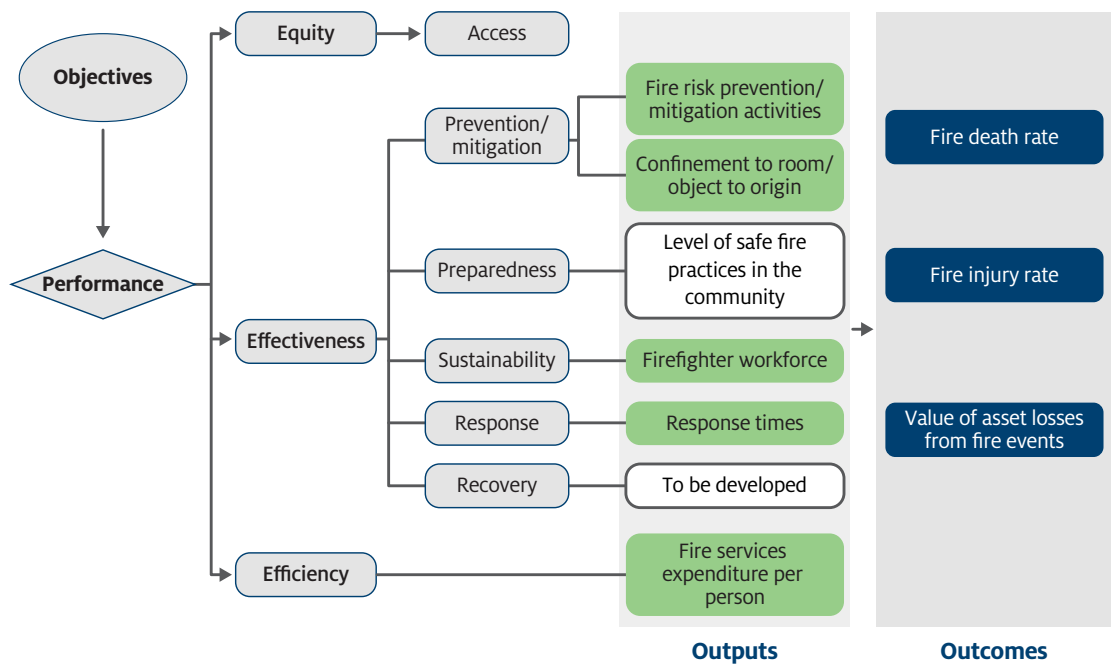 Objectives
Performance
Equity
Access
Effectiveness
Prevention/
mitigation
Fire risk prevention/
mitigation activities
Confinement to room/
object to origin
Preparedness
Level of safe fire
practices in the
community
Sustainability
Firefighter workforce
Response
Response times
Recovery
To be developed
Efficiency
Fire services
expenditure per
person
Outputs
Fire death rate
Fire injury rate
Value of asset losses
from fire events
Outcomes